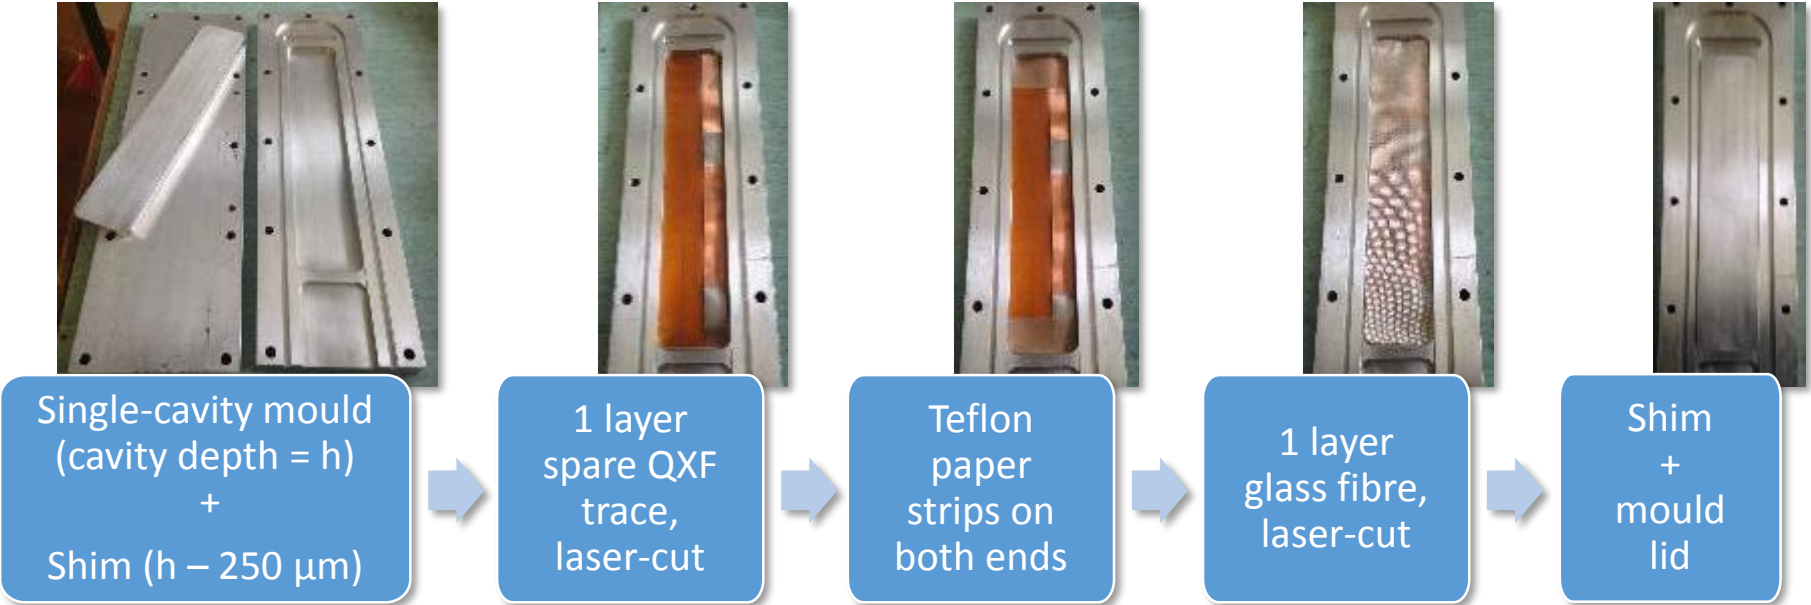 Single-cavity mould
(cavity depth = h)
+
Shim (h – 250 µm)
1 layer
spare QXF
trace,
laser-cut
Teflon
paper
strips on
both ends
1 layer
glass fibre,
laser-cut
Shim
+
mould
lid